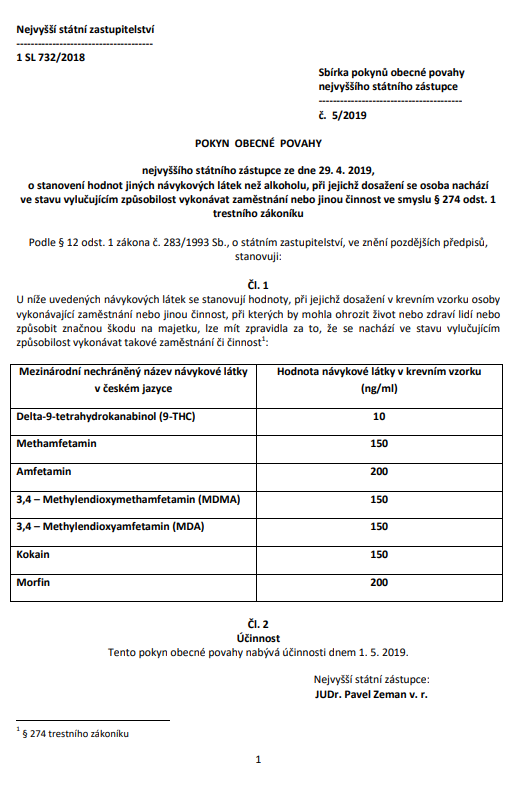 Nejvyšší státní zastupitelství
--------------------------------------
1 SL 732/2018
Sbírka pokynů obecné povahy
nejvyššího státního zástupce
----------------------------------------
č. 5/2019
POKYN OBECNÉ POVAHY
nejvyššího státního zástupce ze dne 29. 4. 2019,
o stanovení hodnot jiných návykových látek než alkoholu, při jejichž dosažení se osoba nachází
ve stavu vylučujícím způsobilost vykonávat zaměstnání nebo jinou činnost ve smyslu § 274 odst. 1
trestního zákoníku
Podle § 12 odst. 1 zákona č. 283/1993 Sb., o státním zastupitelství, ve znění pozdějších předpisů,
stanovuji:
Čl. 1
U níže uvedených návykových látek se stanovují hodnoty, při jejichž dosažení v krevním vzorku osoby
vykonávající zaměstnání nebo jinou činnost, při kterých by mohla ohrozit život nebo zdraví lidí nebo
způsobit značnou škodu na majetku, lze mít zpravidla za to, že se nachází ve stavu vylučujícím
způsobilost vykonávat takové zaměstnání či činnost¹:
Mezinárodní nechráněný název návykové látky
v českém jazyce
Hodnota návykové látky v krevním vzorku
(ng/ml)
Delta-9-tetrahydrokanabinol (9-THC) 10
Methamfetamin 150
Amfetamin 200
3,4 – Methylendioxymethamfetamin (MDMA) 150
3,4 – Methylendioxyamfetamin (MDA) 150
Kokain 150
Morfin 200
Čl. 2
Účinnost
Tento pokyn obecné povahy nabývá účinnosti dnem 1. 5. 2019.
Nejvyšší státní zástupce:
JUDr. Pavel Zeman v. r.
¹ § 274 trestního zákoníku
1